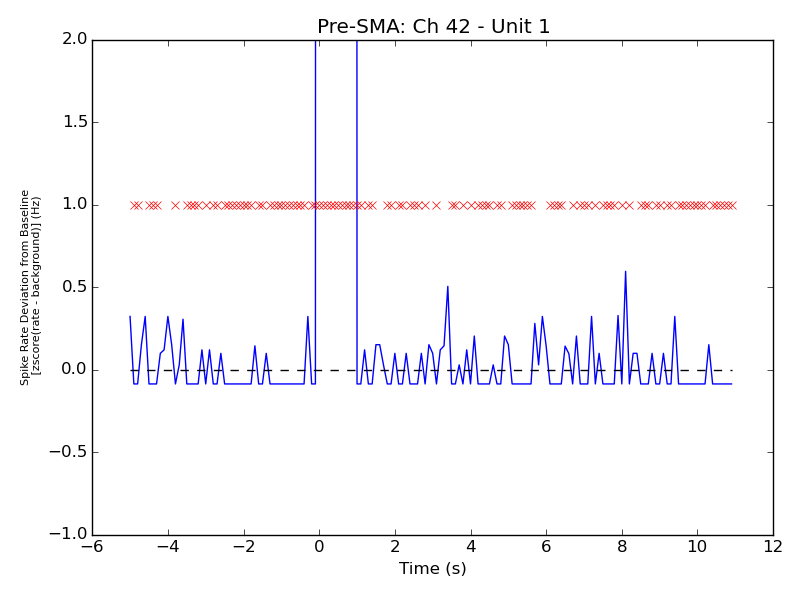 Pre-SMA: Ch 42 - Unit 1
2.0
1.5
1.0
0.5
0.0
−0.5
−1.0
Spike Rate Deviation from Baseline
[zscore(rate - background)] (Hz)
−6 −4 −2 0 2 4 6 8 10 12
Time (s)